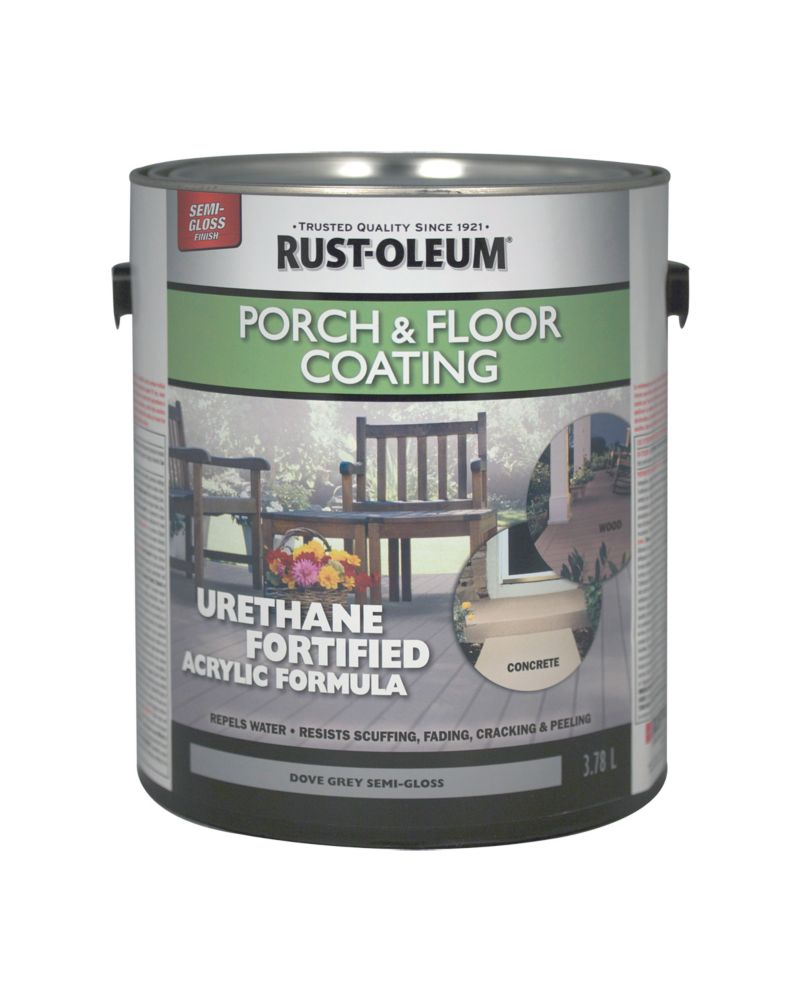 SEMI-
GLOSS
FINISH
•TRUSTED QUALITY SINCE 1921•
RUST-OLEUM®
PORCH & FLOOR
COATING
WOOD
CONCRETE
URETHANE
FORTIFIED
ACRYLIC FORMULA
REPELS WATER • RESISTS SCUFFING, FADING, CRACKING & PEELING
DOVE GREY SEMI-GLOSS
3.78 L